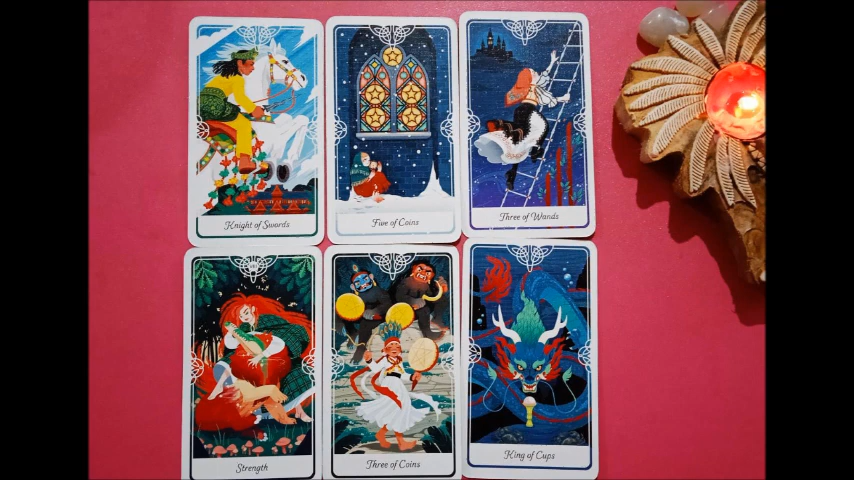 Knight of Swords
Five of Coins
Three of Wands
Strength
Three of Coins
King of Cups